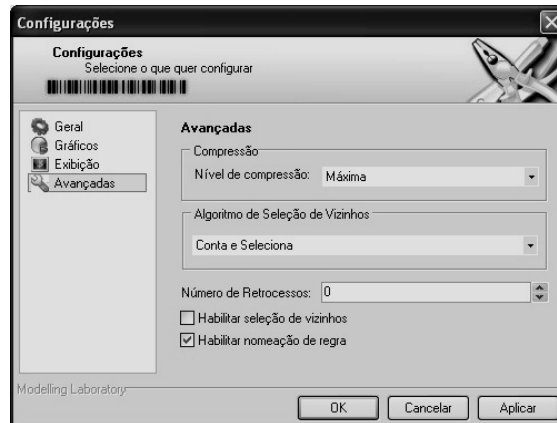 Configurações
Configurações
Selecione o que quer configurar
Geral
Gráficos
Exibição
Avançadas
Avançadas
Compressão
Nível de compressão: Máxima
Algoritmo de Seleção de Vizinhos
Conta e Seleciona
Número de Retrocessos: 0
Habilitar seleção de vizinhos
Habilitar nomeação de regra
Modelling Laboratory
OK Cancelar Aplicar